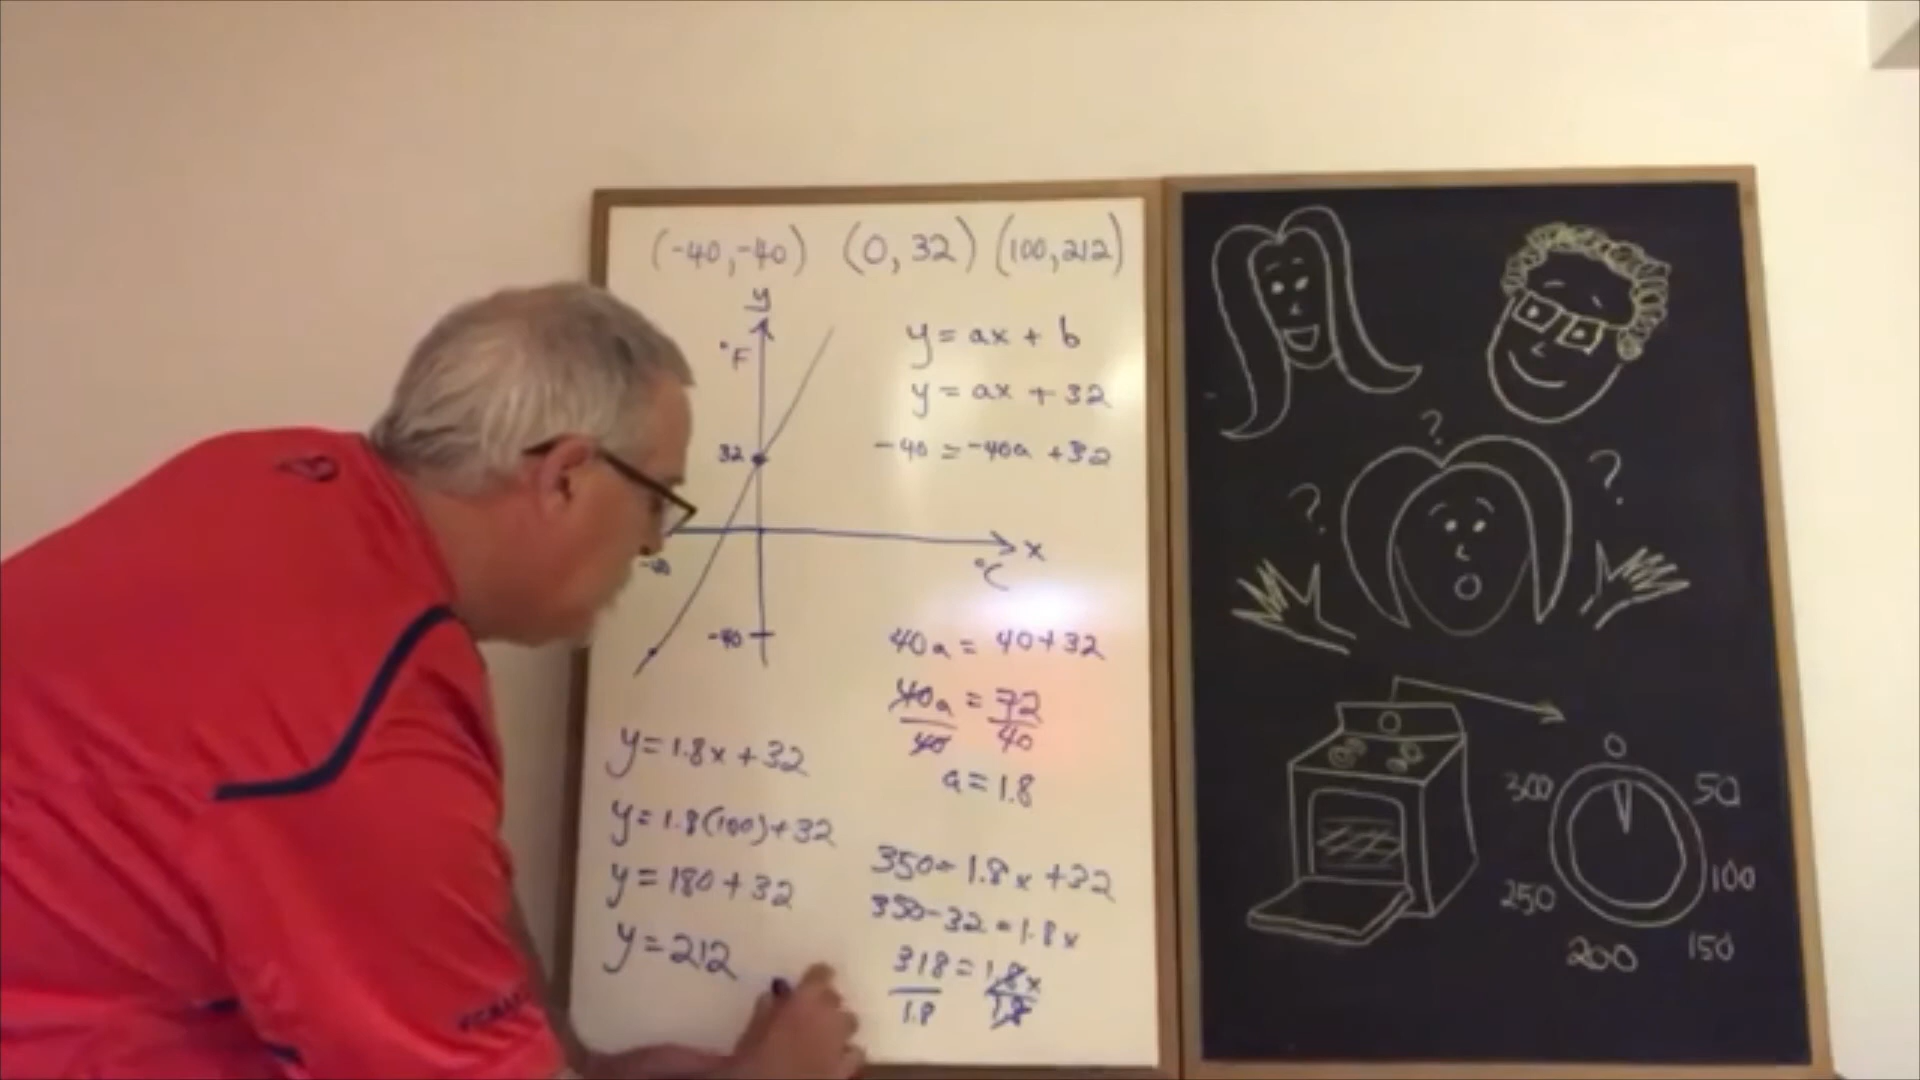 (-40,-40) (0,32) (100,212)
y
°F
32
-40
x
°C
-40
y = ax + b
y = ax + 32
-40 = -40a + 32
40a = 40+32
40a = 72
40 40
a = 1.8
y = 1.8x + 32
y = 1.8(100) + 32
y = 180 + 32
y = 212
350 = 1.8x + 32
350 - 32 = 1.8x
318 = 1.8x
1.8 1.8
?
? ?
0
300 50
250 100
200 150